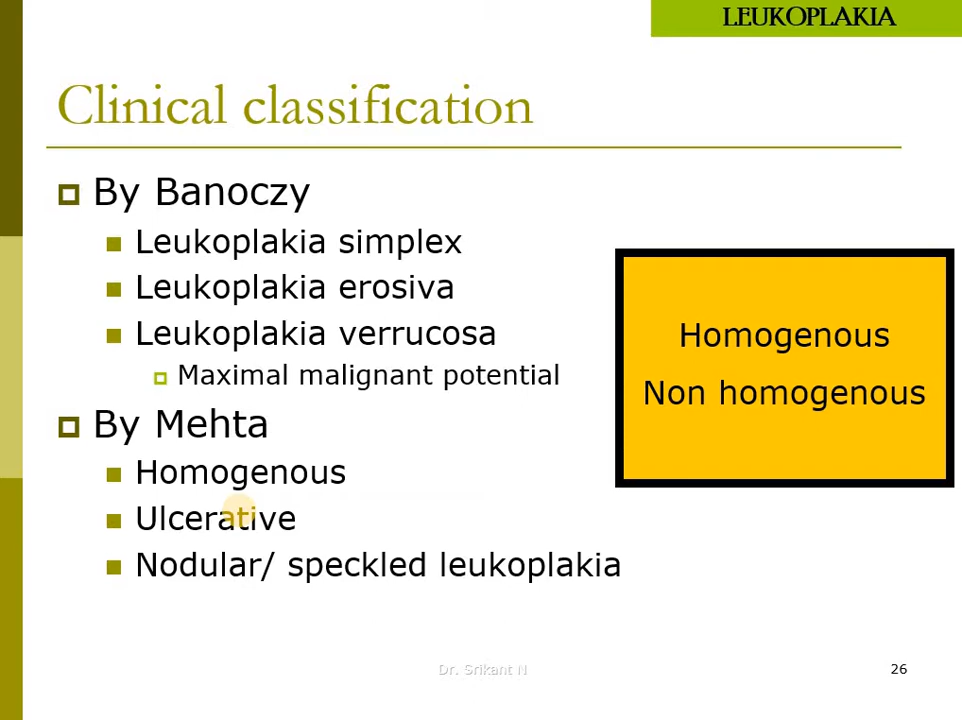 LEUKOPLAKIA
Clinical classification
By Banoczy
Leukoplakia simplex
Leukoplakia erosiva
Leukoplakia verrucosa
Maximal malignant potential
By Mehta
Homogenous
Ulcerative
Nodular/ speckled leukoplakia
Homogenous
Non homogenous
Dr. Srikant N
26